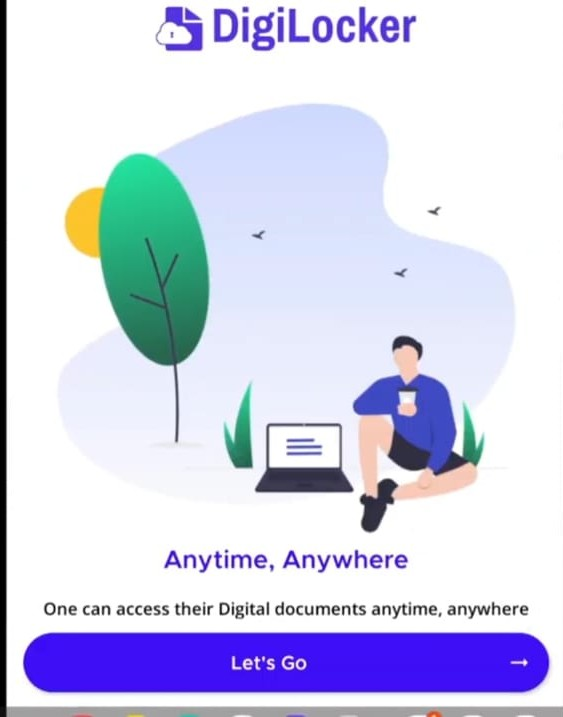 DigiLocker
Anytime, Anywhere
One can access their Digital documents anytime, anywhere
Let's Go